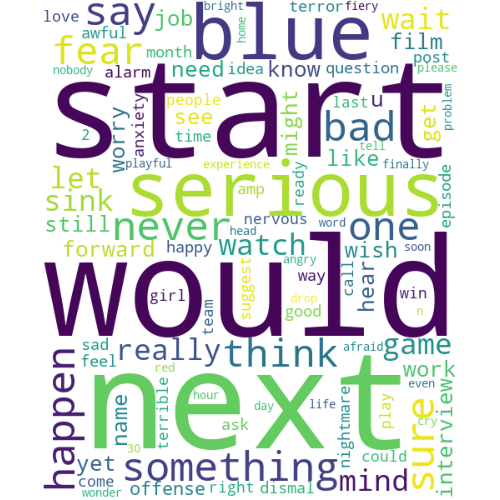 love say job bright terror fiery
home blue wait
awful fear month film
nobody alarm need idea know question post please
start
2 worry anxiety people time see might ready last u bad get problem
playful experience like tell finally
let sink serious amp episode
still never nervous word one
forward happy head watch wish soon
would
girl team suggest angry drop good way call hear win n
sad feel really think afraid game
happen red next even work
name terrible hour day life nightmare play could cry sure interview
30 ask
yet something mind
come wonder offense right dismal